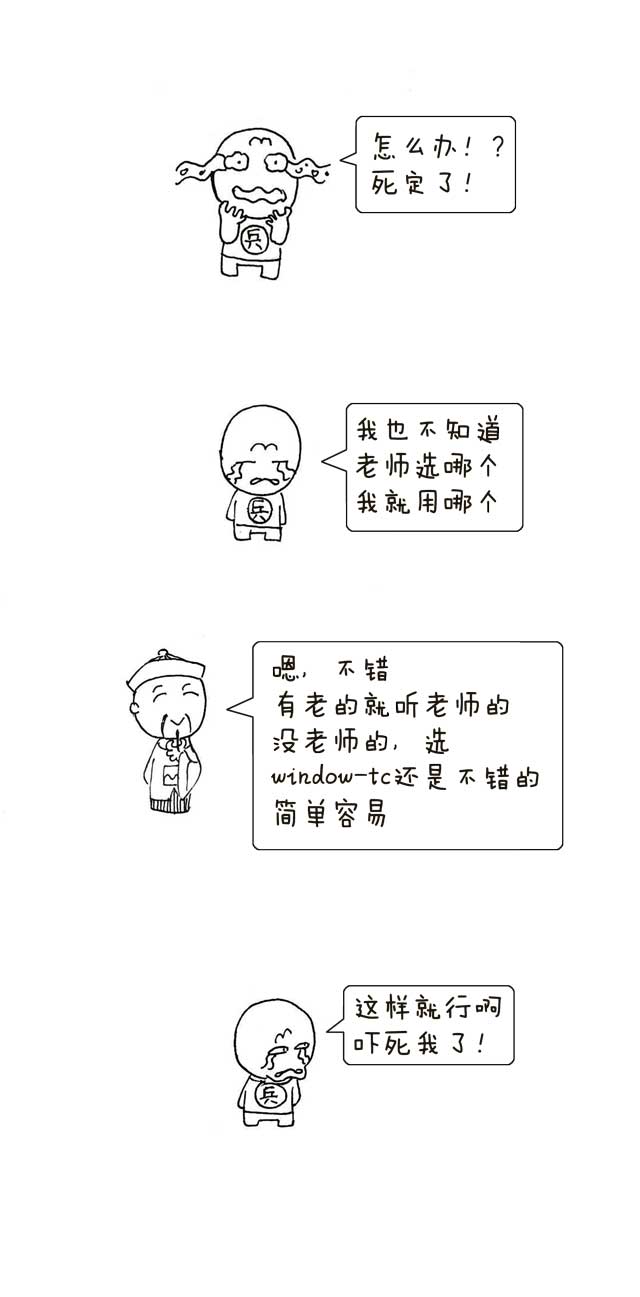 怎么办！？
死定了！
兵
我也不知道
老师选哪个
我就用哪个
兵
嗯，不错
有老的就听老师的
没老师的，选
window-tc还是不错的
简单容易
这样就行啊
吓死我了！
兵